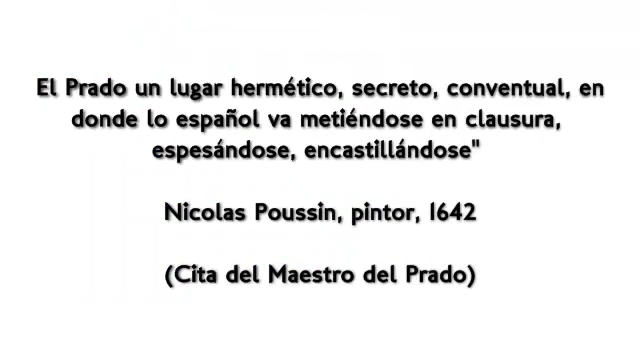 El Prado un lugar hermético, secreto, conventual, en
donde lo español va metiéndose en clausura,
espesándose, encastillándose"
Nicolas Poussin, pintor, 1642
(Cita del Maestro del Prado)